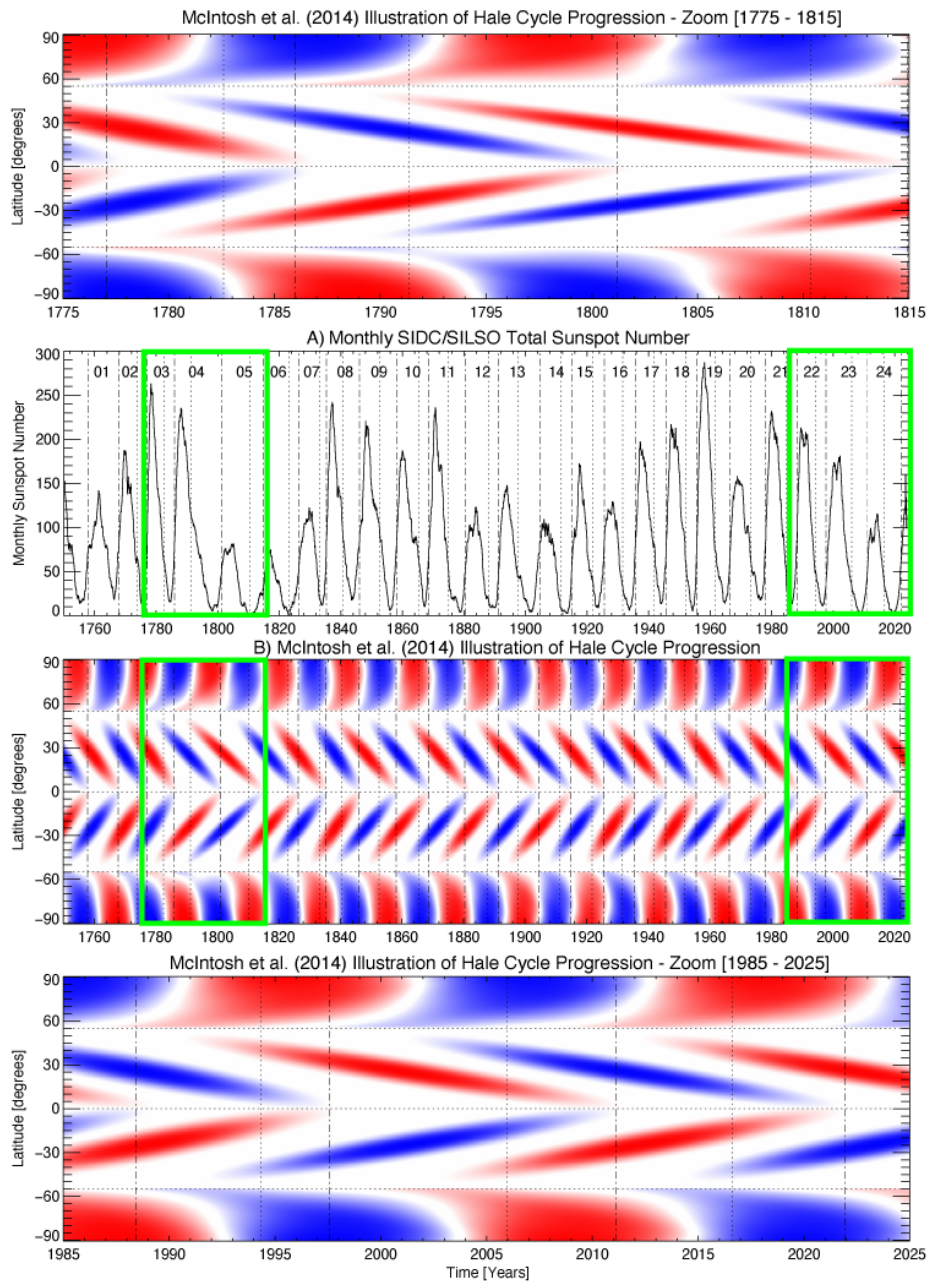 McIntosh et al. (2014) Illustration of Hale Cycle Progression - Zoom [1775 - 1815]
90
60
30
0
−30
−60
−90
Latitude [degrees]
1775 1780 1785 1790 1795 1800 1805 1810 1815
A) Monthly SIDC/SILSO Total Sunspot Number
300
250
200
150
100
50
0
Monthly Sunspot Number
01 02 03 04 05 06 07 08 09 10 11 12 13 14 15 16 17 18 19 20 21 22 23 24
1760 1780 1800 1820 1840 1860 1880 1900 1920 1940 1960 1980 2000 2020
B) McIntosh et al. (2014) Illustration of Hale Cycle Progression
90
60
30
0
−30
−60
−90
Latitude [degrees]
1760 1780 1800 1820 1840 1860 1880 1900 1920 1940 1960 1980 2000 2020
McIntosh et al. (2014) Illustration of Hale Cycle Progression - Zoom [1985 - 2025]
90
60
30
0
−30
−60
−90
Latitude [degrees]
1985 1990 1995 2000 2005 2010 2015 2020 2025
Time [Years]